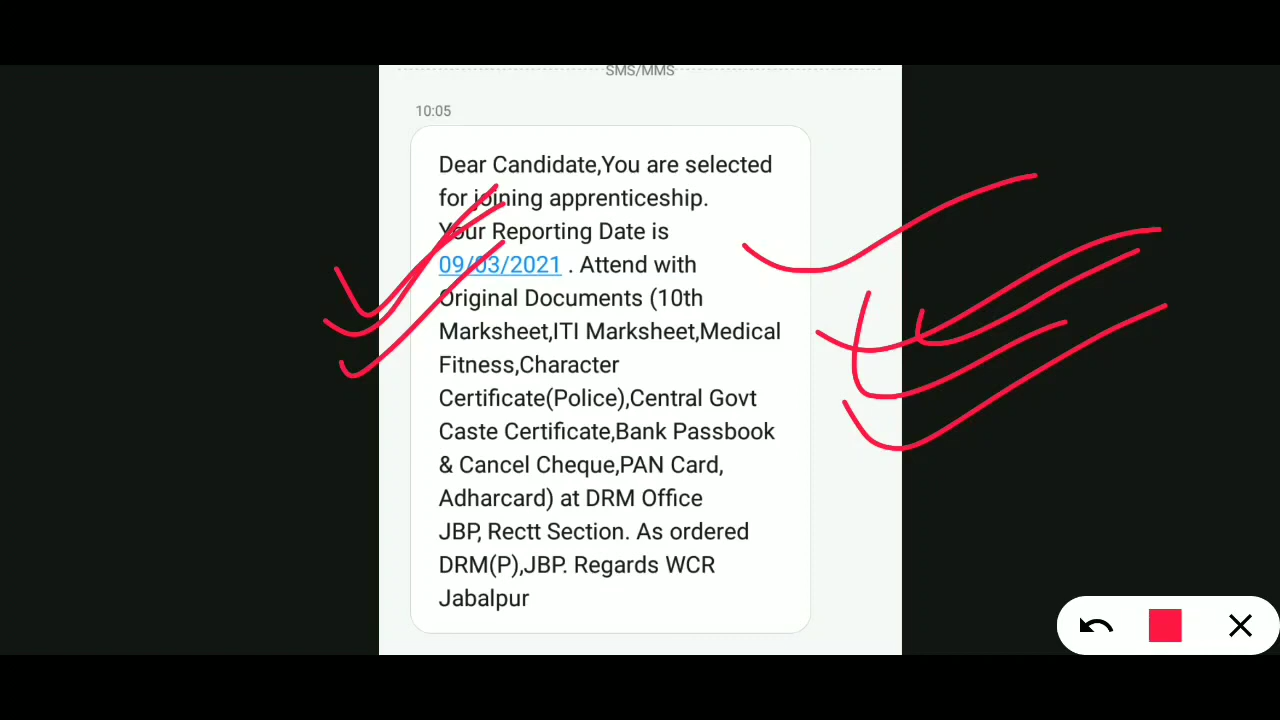 SMS/MMS
10:05
Dear Candidate,You are selected
for joining apprenticeship.
Your Reporting Date is
09/03/2021 . Attend with
Original Documents (10th
Marksheet,ITI Marksheet,Medical
Fitness,Character
Certificate(Police),Central Govt
Caste Certificate,Bank Passbook
& Cancel Cheque,PAN Card,
Adharcard) at DRM Office
JBP, Rectt Section. As ordered
DRM(P),JBP. Regards WCR
Jabalpur